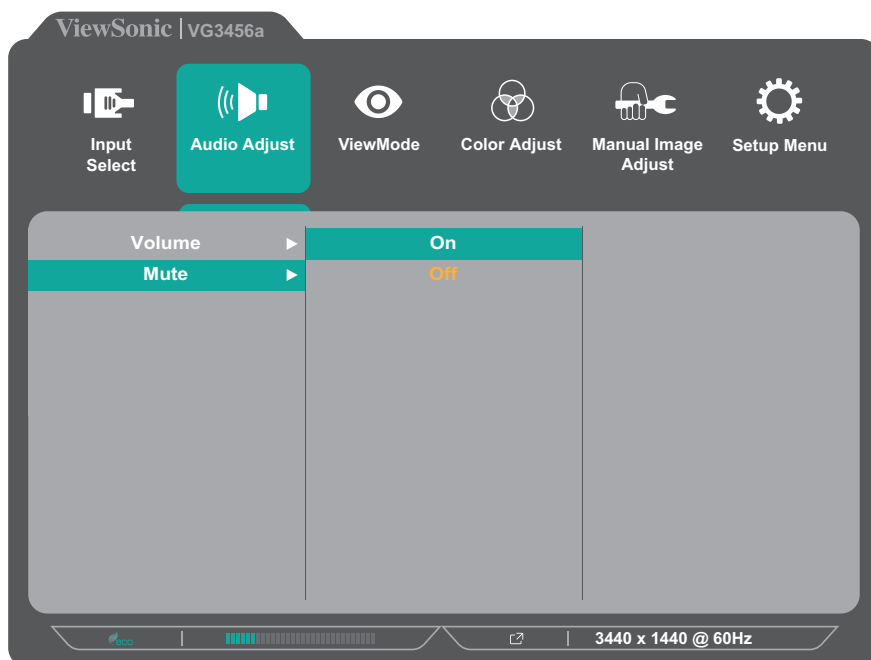 ViewSonic | VG3456a
Input Select
Audio Adjust
ViewMode
Color Adjust
Manual Image Adjust
Setup Menu
Volume
On
Mute
Off
eco
3440 x 1440 @ 60Hz